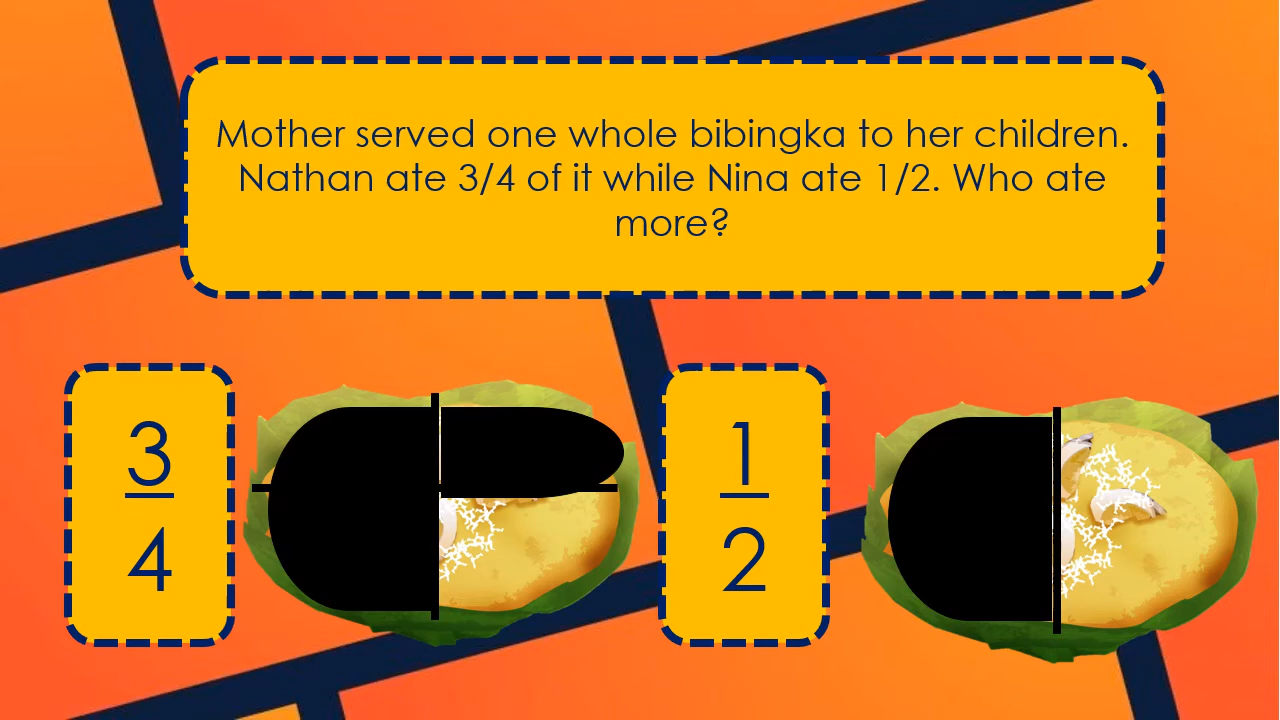 Mother served one whole bibingka to her children.
Nathan ate 3/4 of it while Nina ate 1/2. Who ate
more?
3
4
1
2